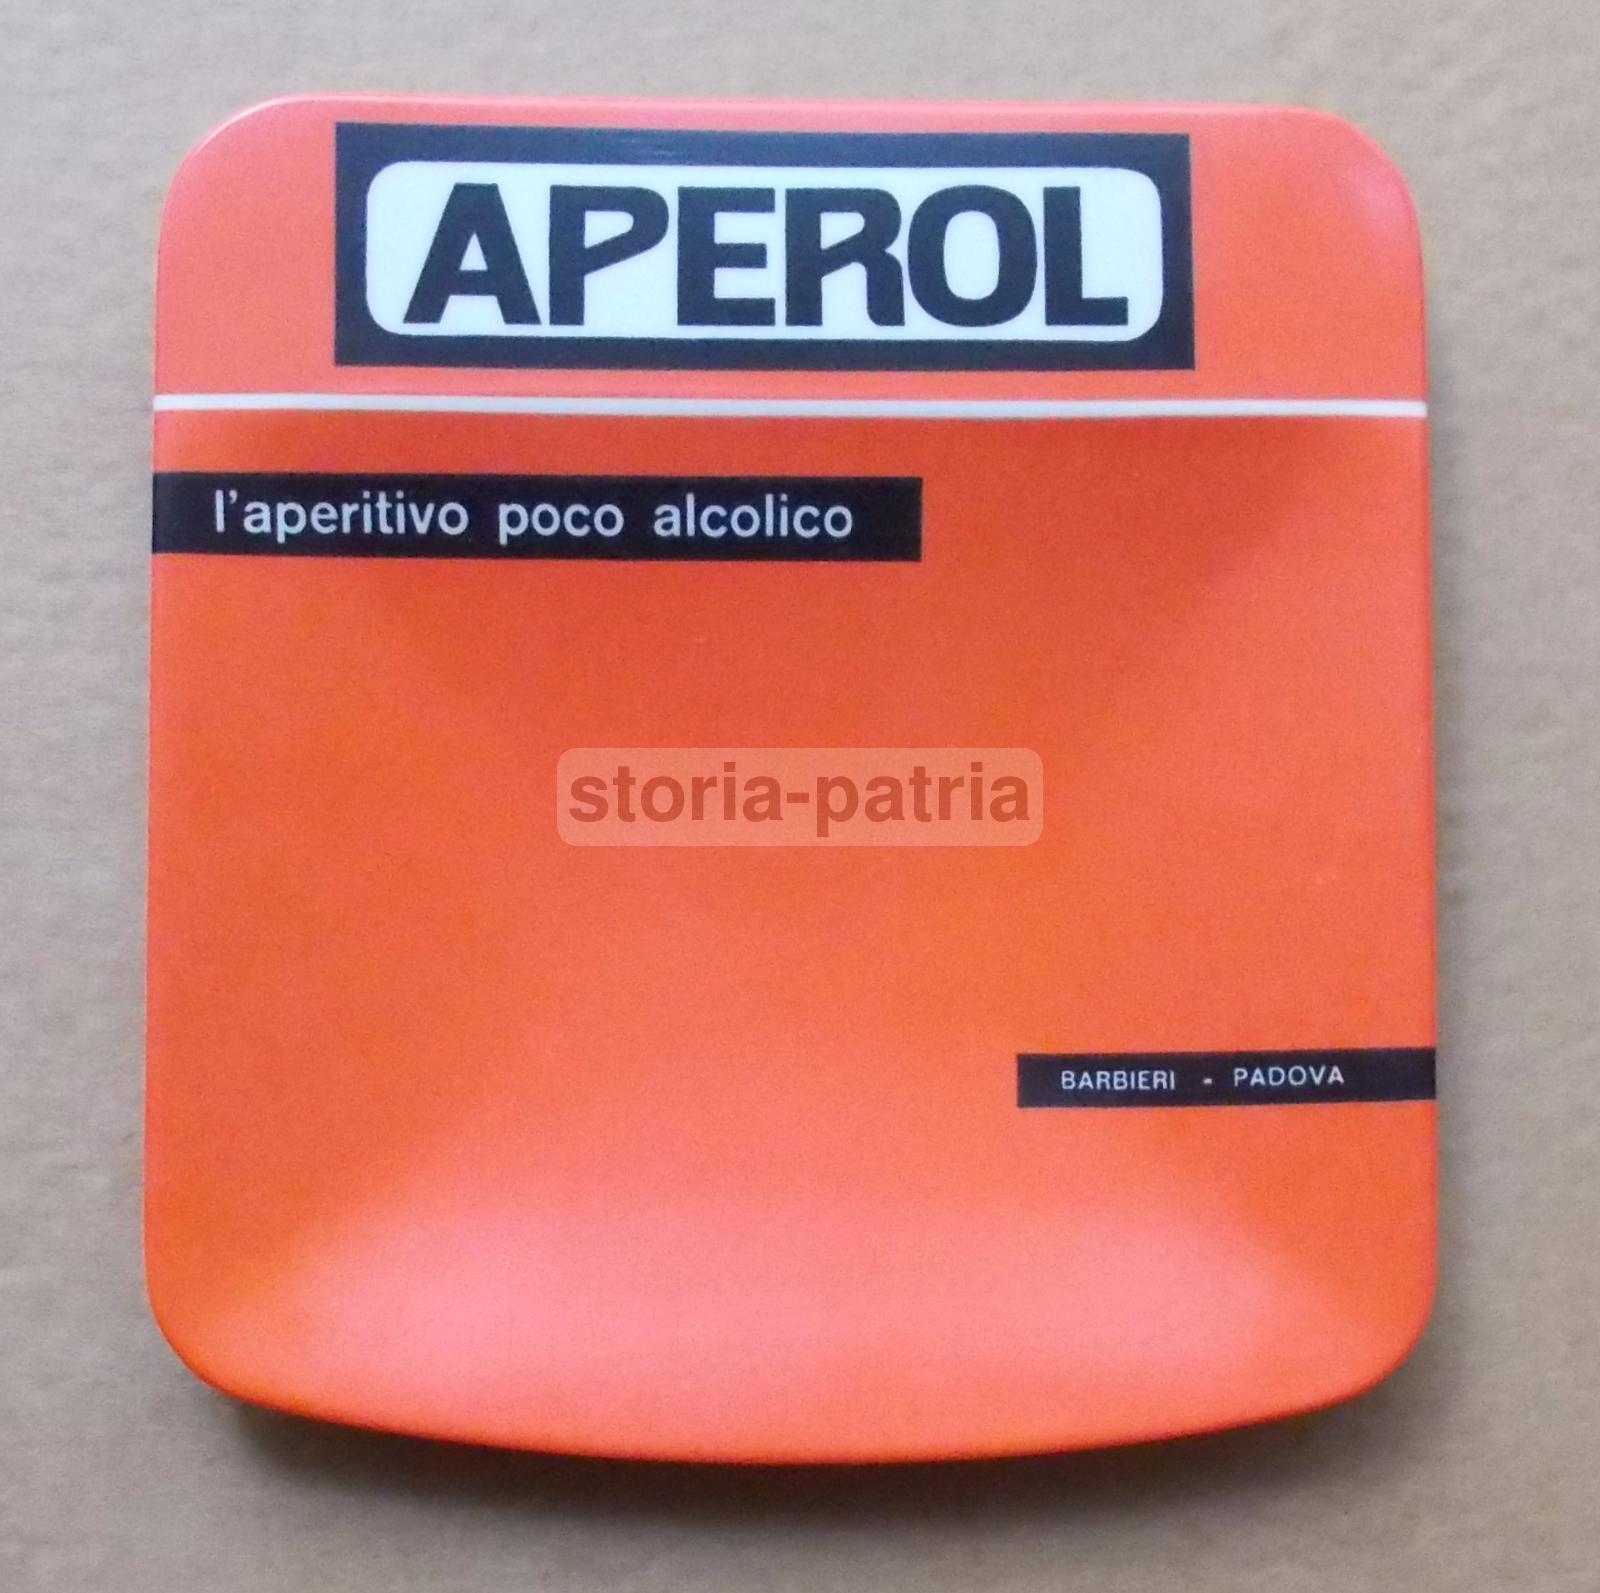 APEROL
l'aperitivo poco alcolico
storia-patria
BARBIERI - PADOVA